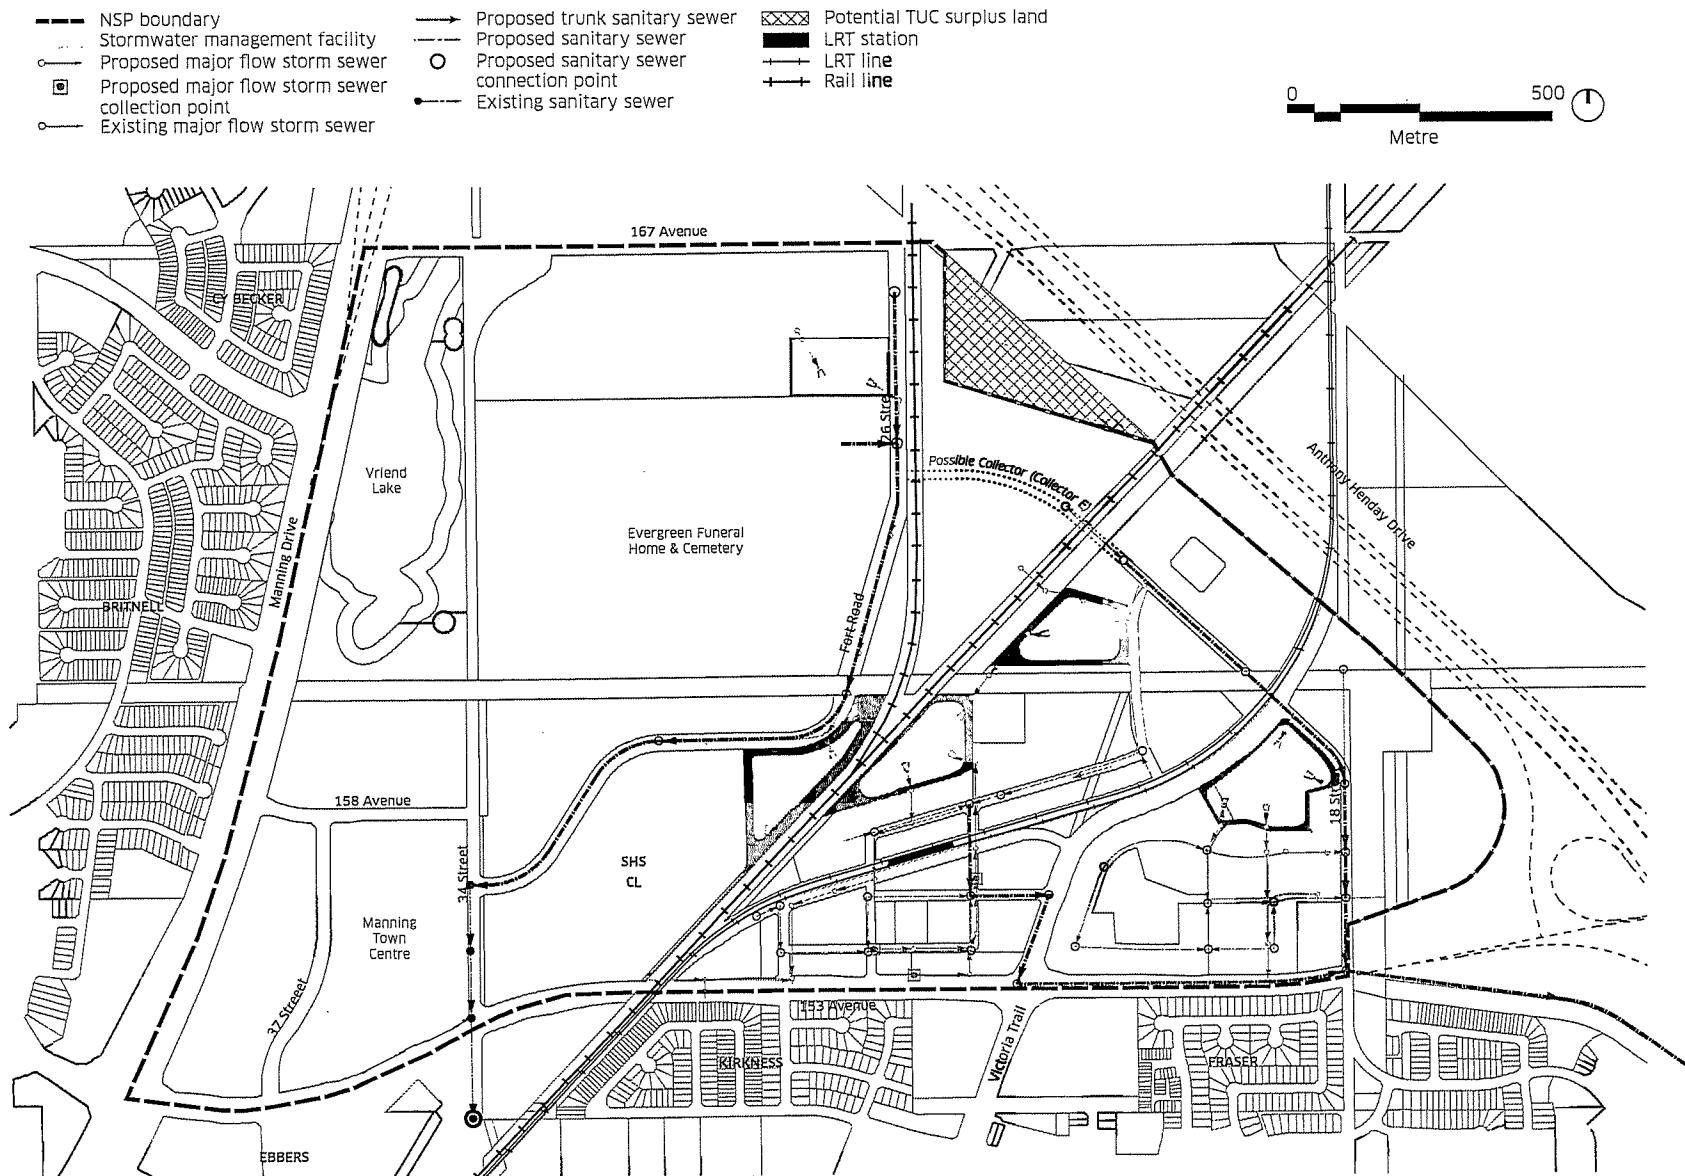 NSP boundary
Stormwater management facility
Proposed major flow storm sewer
Proposed major flow storm sewer
collection point
Existing major flow storm sewer
Proposed trunk sanitary sewer
Proposed sanitary sewer
Proposed sanitary sewer
connection point
Existing sanitary sewer
Potential TUC surplus land
LRT station
LRT line
Rail line
0 500
Metre
167 Avenue
CY BECKER
26 Stre
Possible Collector (Collector E)
Anthony Henday Drive
Vriend
Lake
Evergreen Funeral
Home & Cemetery
Manning Drive
BRITNELL
Fort Road
158 Avenue
18 Stre
SHS
CL
34 Street
Manning
Town
Centre
37 Streeet
153 Avenue
Victoria Trail
KIRKNESS
FRASER
EBBERS